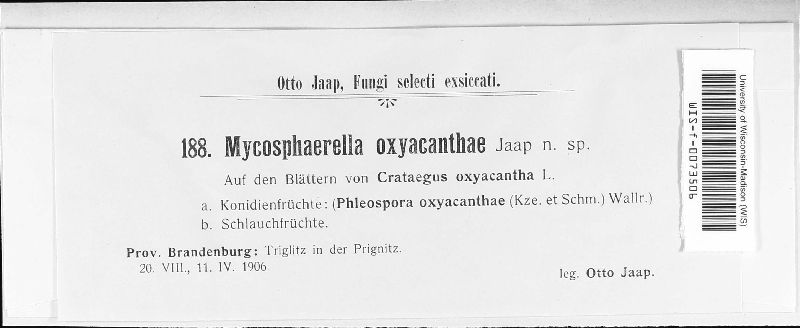 Otto Jaap, Fungi selecti exsiccati.
188. Mycosphaerella oxyacanthae Jaap n. sp.
Auf den Blättern von Crataegus oxyacantha L.
a. Konidienfrüchte: (Phleospora oxyacanthae (Kze. et Schm.) Wallr.)
b. Schlauchfrüchte.
Prov. Brandenburg: Triglitz in der Prignitz.
20. VIII., 11. IV. 1906
leg. Otto Jaap.
University of Wisconsin-Madison (WIS)
WIS-f-0073506